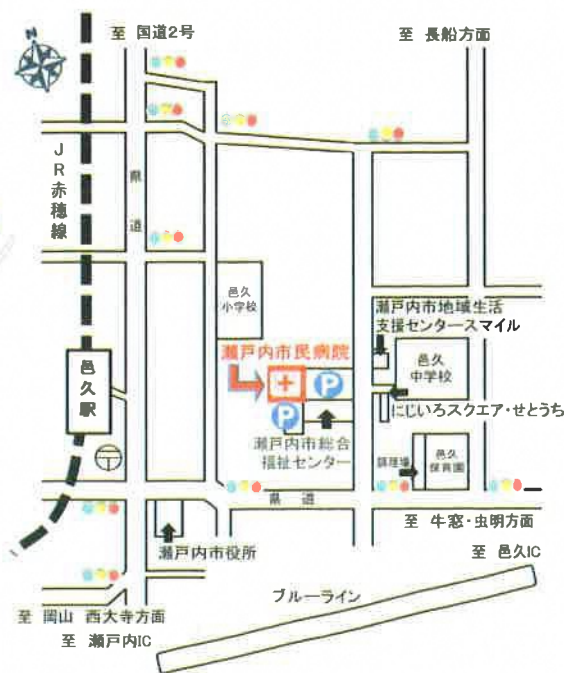 N
至 国道2号
至 長船方面
JR赤穂線
県道
邑久
小学校
瀬戸内市地域生活
支援センタースマイル
瀬戸内市民病院
P
邑久
中学校
邑久駅
P
にじいろスクエア・せとうち
瀬戸内市総合
福祉センター
調理場
邑久
保育園
県道
至 牛窓・虫明方面
瀬戸内市役所
至 邑久IC
ブルーライン
至 岡山 西大寺方面
至 瀬戸内IC